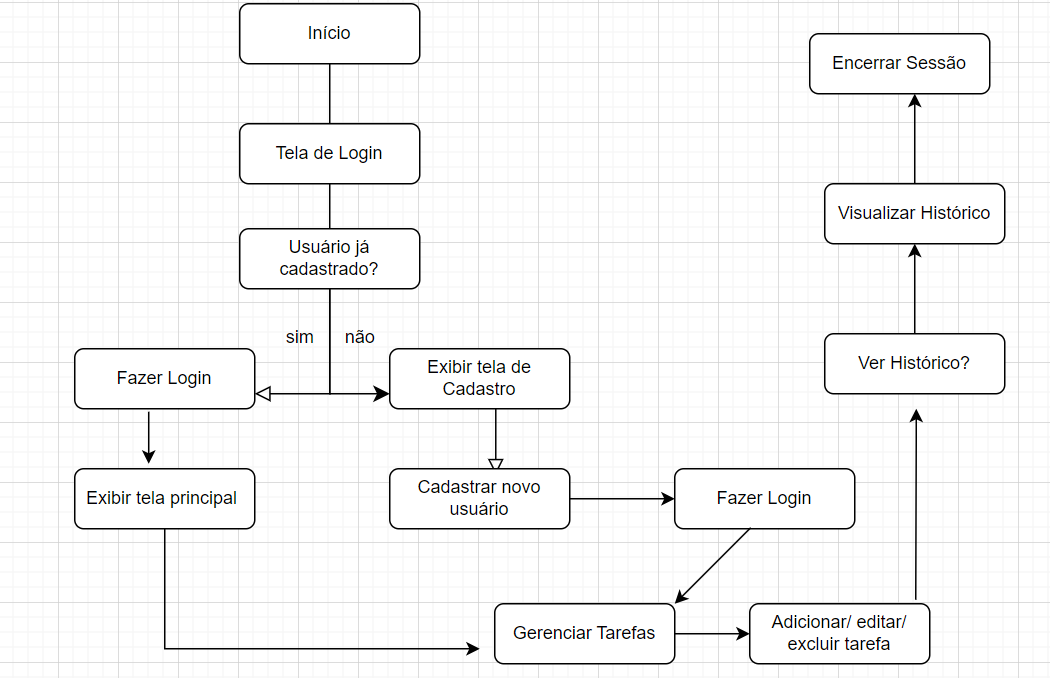 Início
Encerrar Sessão
Tela de Login
Visualizar Histórico
Usuário já
cadastrado?
sim
não
Fazer Login
Exibir tela de
Cadastro
Ver Histórico?
Exibir tela principal
Cadastrar novo
usuário
Fazer Login
Gerenciar Tarefas
Adicionar/ editar/
excluir tarefa